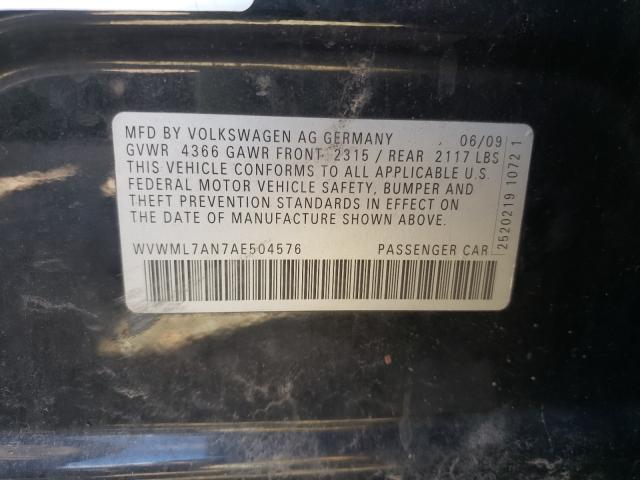 MFD BY VOLKSWAGEN AG GERMANY 06/09
GVWR 4366 GAWR FRONT 2315 / REAR 2117 LBS
THIS VEHICLE CONFORMS TO ALL APPLICABLE U.S
FEDERAL MOTOR VEHICLE SAFETY, BUMPER AND
THEFT PREVENTION STANDARDS IN EFFECT ON
THE DATE OF MANUFACTURE SHOWN ABOVE.
WVWML7AN7AE504576 PASSENGER CAR
2520219 1072 1